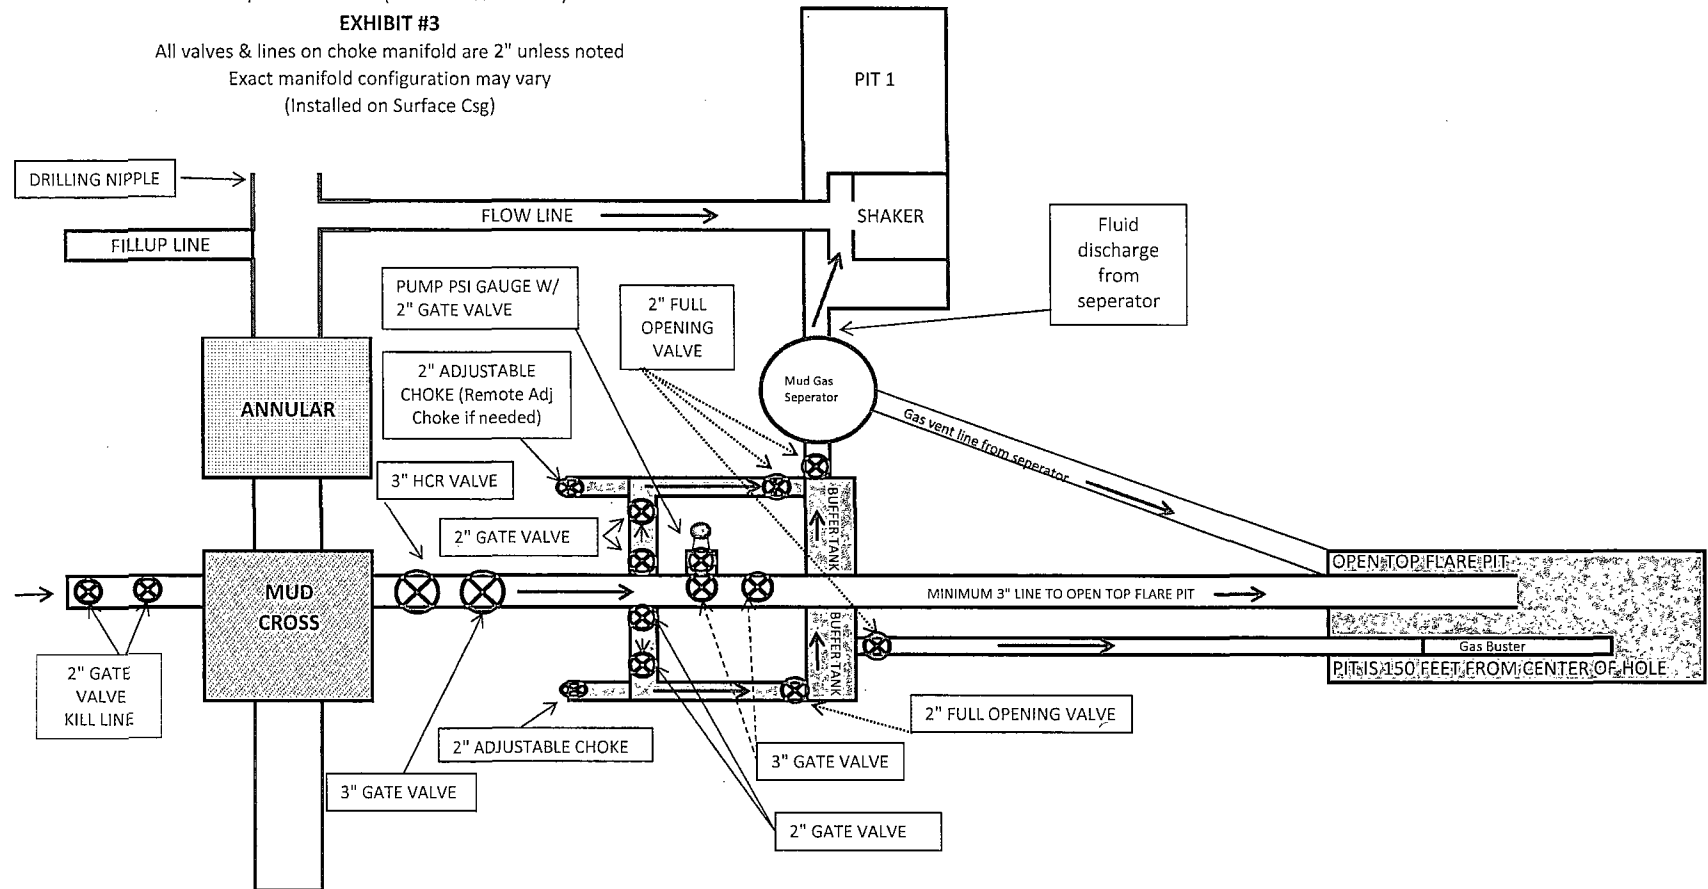 EXHIBIT #3
All valves & lines on choke manifold are 2" unless noted
Exact manifold configuration may vary
(Installed on Surface Csg)
PIT 1
DRILLING NIPPLE
FLOW LINE
SHAKER
FILLUP LINE
Fluid
discharge
from
seperator
PUMP PSI GAUGE W/
2" GATE VALVE
2" FULL
OPENING
VALVE
2" ADJUSTABLE
CHOKE (Remote Adj
Choke if needed)
Mud Gas
Seperator
ANNULAR
Gas vent line from seperator
3" HCR VALVE
2" GATE VALVE
BUFFER TANK
OPEN TOP FLARE PIT
MUD
CROSS
MINIMUM 3" LINE TO OPEN TOP FLARE PIT
BUFFER TANK
Gas Buster
PIT IS 150 FEET FROM CENTER OF HOLE
2" GATE
VALVE
KILL LINE
2" FULL OPENING VALVE
2" ADJUSTABLE CHOKE
3" GATE VALVE
3" GATE VALVE
2" GATE VALVE